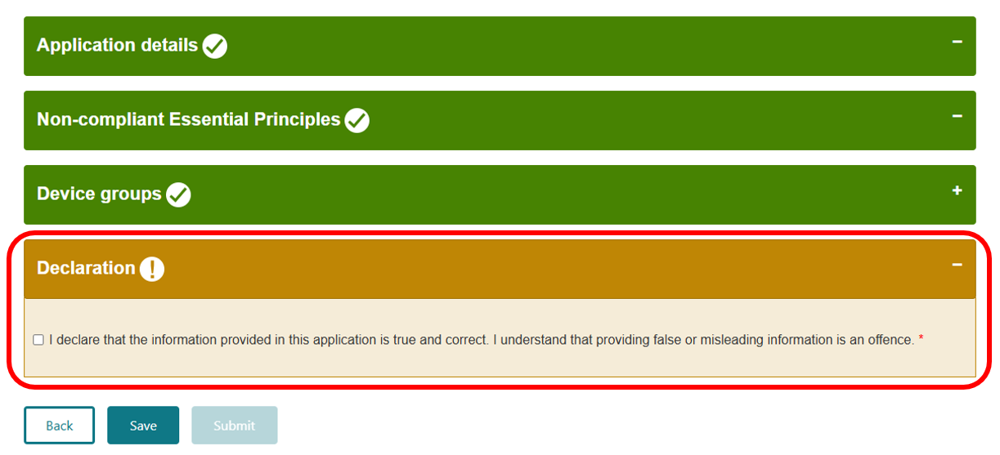 Application details
Non-compliant Essential Principles
Device groups
Declaration
I declare that the information provided in this application is true and correct. I understand that providing false or misleading information is an offence. *
Back
Save
Submit